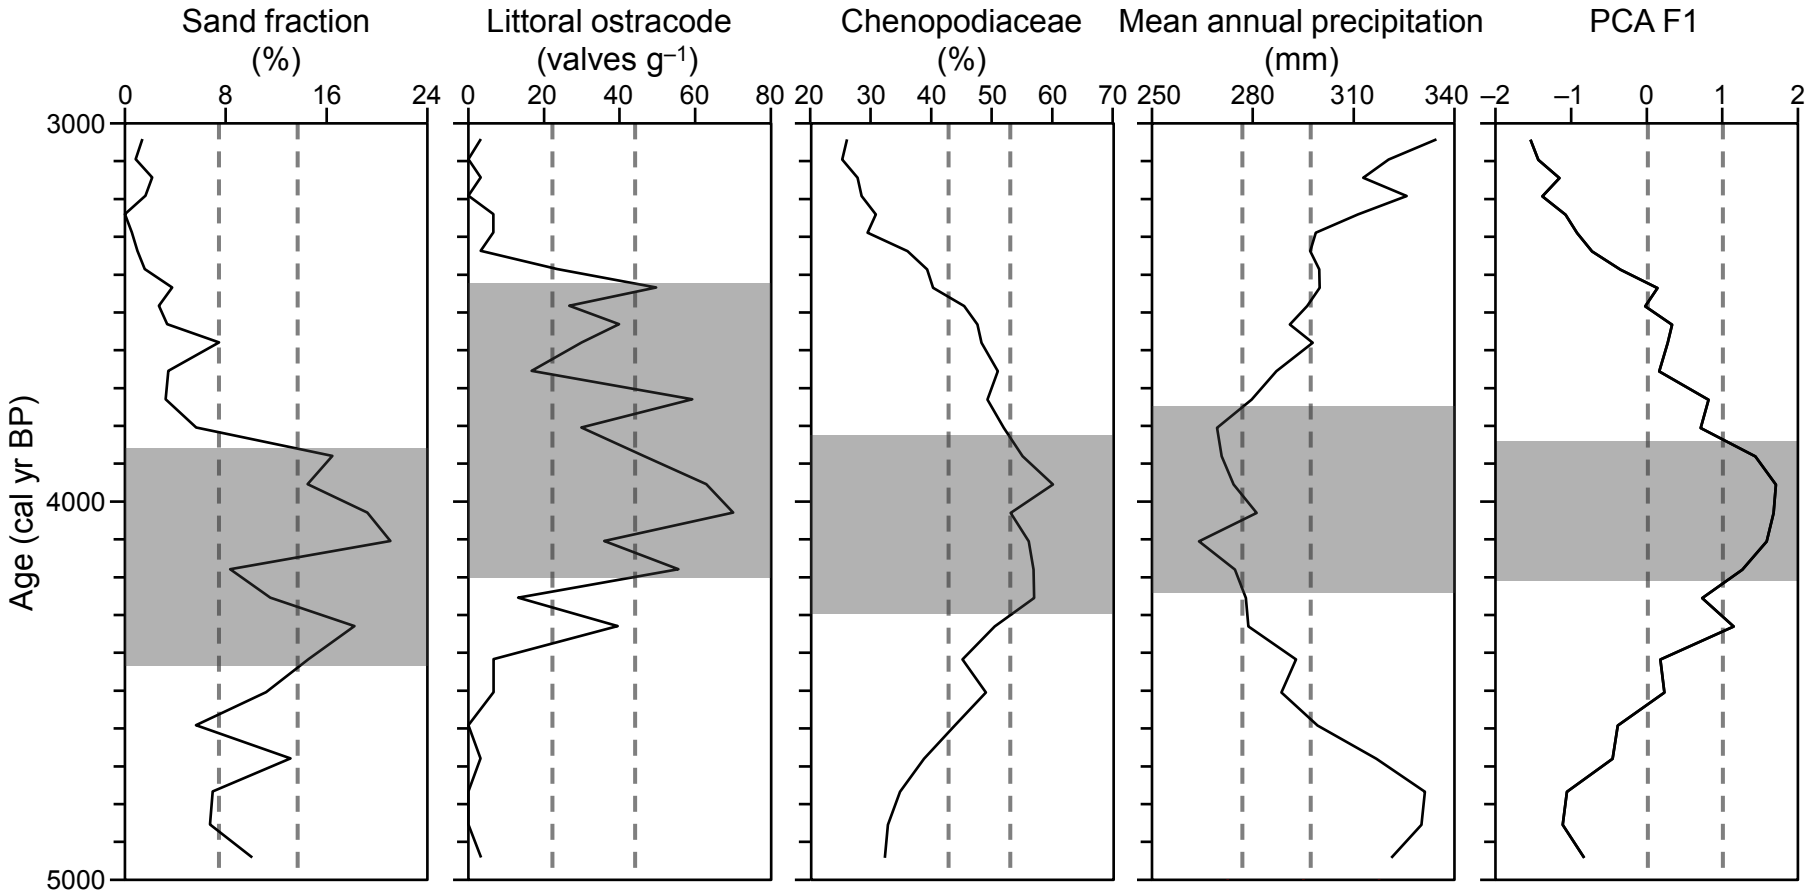 Sand fraction
(%)
Littoral ostracode
(valves g⁻¹)
Chenopodiaceae
(%)
Mean annual precipitation
(mm)
PCA F1
0 8 16 24
0 20 40 60 80
20 30 40 50 60 70
250 280 310 340
–2 –1 0 1 2
3000
4000
5000
Age (cal yr BP)